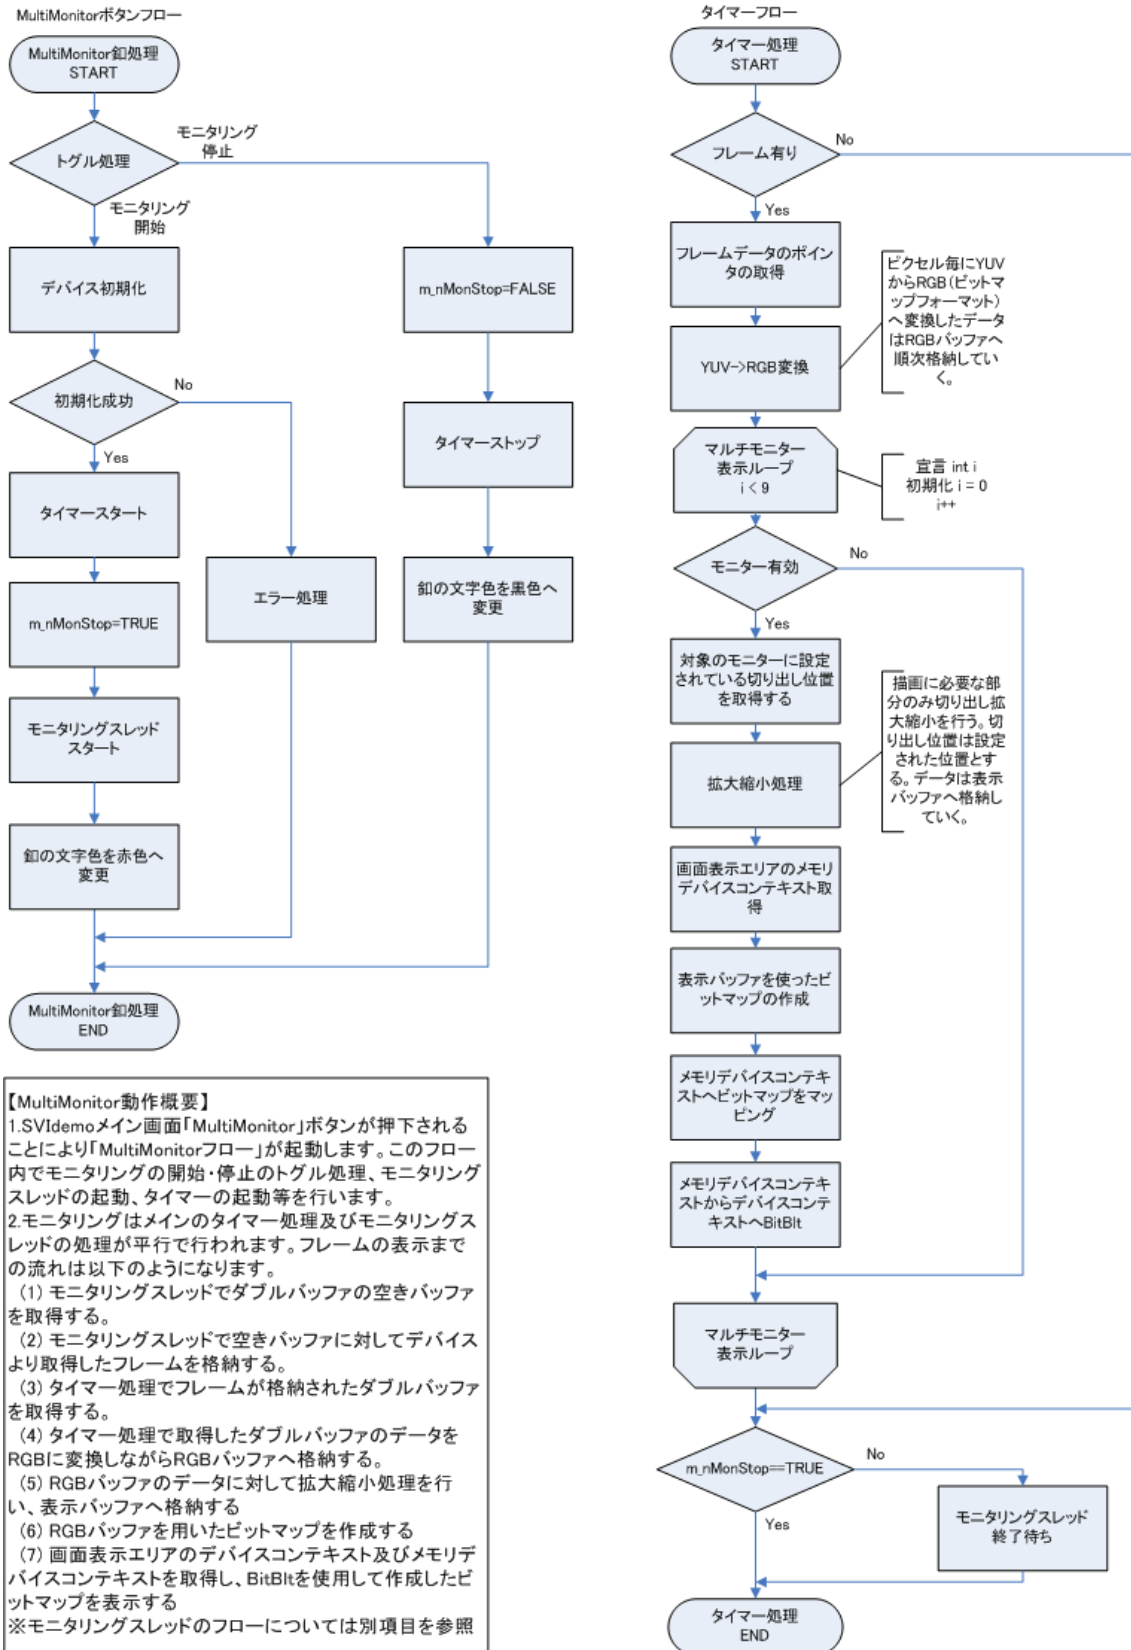 MultiMonitorボタンフロー
MultiMonitor釦処理
START
トグル処理
モニタリング
停止
モニタリング
開始
デバイス初期化
m_nMonStop=FALSE
初期化成功
No
Yes
タイマーストップ
タイマースタート
エラー処理
釦の文字色を黒色へ
変更
m_nMonStop=TRUE
モニタリングスレッド
スタート
釦の文字色を赤色へ
変更
MultiMonitor釦処理
END
【MultiMonitor動作概要】
1.SVIdemoメイン画面「MultiMonitor」ボタンが押下される
ことにより「MultiMonitorフロー」が起動します。このフロー
内でモニタリングの開始・停止のトグル処理、モニタリング
スレッドの起動、タイマーの起動等を行います。
2.モニタリングはメインのタイマー処理及びモニタリングス
レッドの処理が平行で行われます。フレームの表示まで
の流れは以下のようになります。
(1) モニタリングスレッドでダブルバッファの空きバッファ
を取得する。
(2) モニタリングスレッドで空きバッファに対してデバイス
より取得したフレームを格納する。
(3) タイマー処理でフレームが格納されたダブルバッファ
を取得する。
(4) タイマー処理で取得したダブルバッファのデータを
RGBに変換しながらRGBバッファへ格納する。
(5) RGBバッファのデータに対して拡大縮小処理を行
い、表示バッファへ格納する
(6) RGBバッファを用いたビットマップを作成する
(7) 画面表示エリアのデバイスコンテキスト及びメモリデ
バイスコンテキストを取得し、BitBltを使用して作成したビ
ットマップを表示する
※モニタリングスレッドのフローについては別項目を参照
タイマーフロー
タイマー処理
START
フレーム有り
No
Yes
フレームデータのポイン
タの取得
ピクセル毎にYUV
からRGB(ビットマ
ップフォーマット)
へ変換したデータ
はRGBバッファへ
順次格納してい
く。
YUV->RGB変換
マルチモニター
表示ループ
i < 9
宣言 int i
初期化 i = 0
i++
モニター有効
No
Yes
対象のモニターに設定
されている切り出し位置
を取得する
描画に必要な部
分のみ切り出し拡
大縮小を行う。切
り出し位置は設定
された位置とす
る。データは表示
バッファへ格納し
ていく。
拡大縮小処理
画面表示エリアのメモリ
デバイスコンテキスト取
得
表示バッファを使ったビ
ットマップの作成
メモリデバイスコンテキ
ストへビットマップをマッ
ピング
メモリデバイスコンテキ
ストからデバイスコンテ
キストへBitBlt
マルチモニター
表示ループ
m_nMonStop==TRUE
No
Yes
モニタリングスレッド
終了待ち
タイマー処理
END